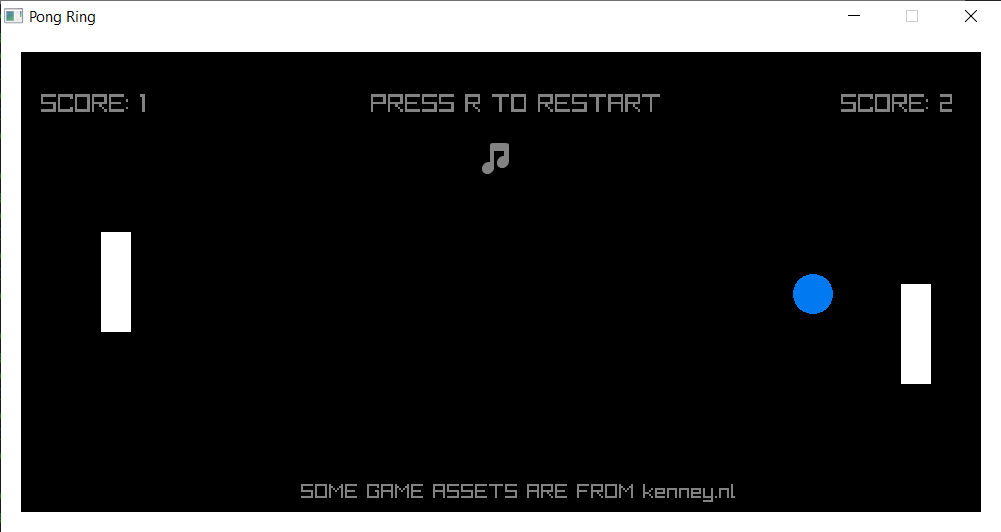 Pong Ring
SCORE: 1 PRESS R TO RESTART SCORE: 2
SOME GAME ASSETS ARE FROM kenney.nl